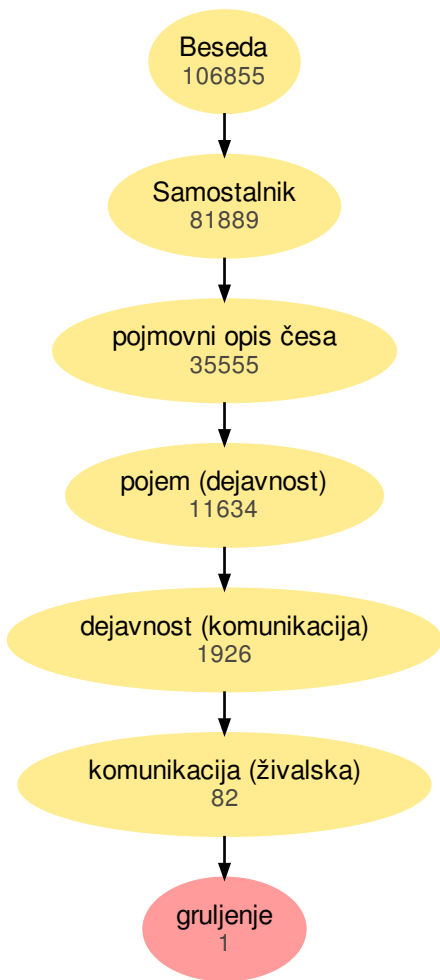 Beseda
106855
Samostalnik
81889
pojmovni opis česa
35555
pojem (dejavnost)
11634
dejavnost (komunikacija)
1926
komunikacija (živalska)
82
gruljenje
1